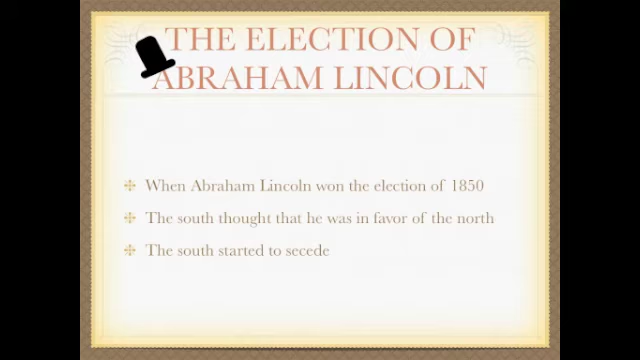 THE ELECTION OF
ABRAHAM LINCOLN
When Abraham Lincoln won the election of 1850
The south thought that he was in favor of the north
The south started to secede